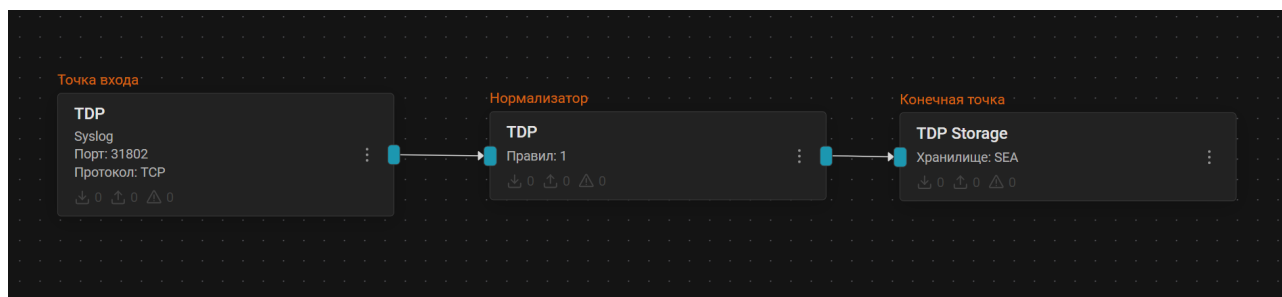 Точка входа
TDP
Syslog
Порт: 31802
Протокол: TCP
0 0 0
Нормализатор
TDP
Правил: 1
0 0 0
Конечная точка
TDP Storage
Хранилище: SEA
0 0 0